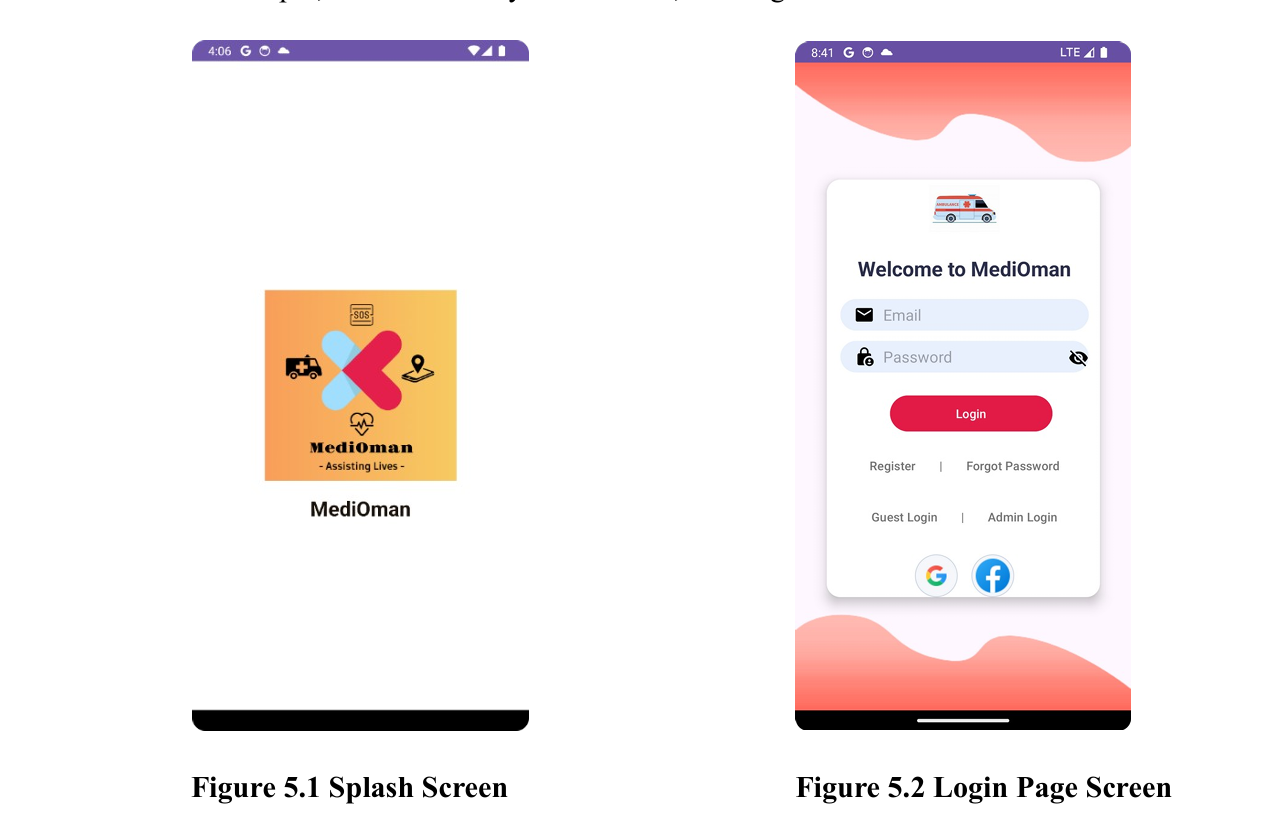 4:06
SOS
MediOman
- Assisting Lives -
MediOman
Figure 5.1 Splash Screen
8:41
LTE
AMBULANCE
Welcome to MediOman
Email
Password
Login
Register | Forgot Password
Guest Login | Admin Login
Figure 5.2 Login Page Screen